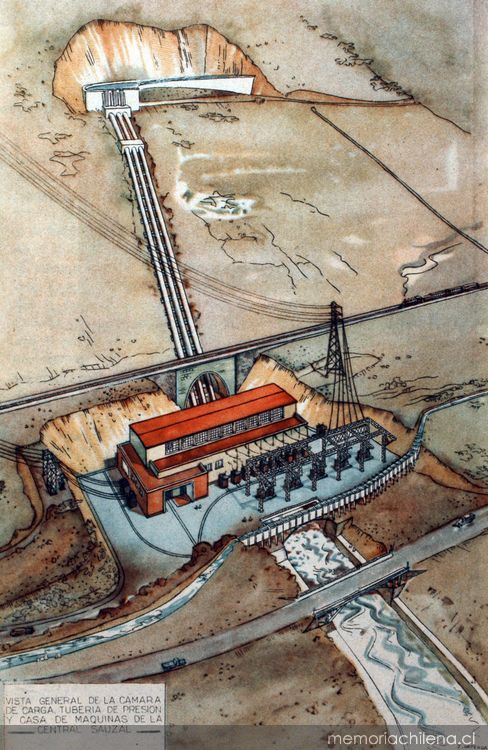 VISTA GENERAL DE LA CAMARA
DE CARGA, TUBERIA DE PRESION
Y CASA DE MAQUINAS DE LA
CENTRAL SAUZAL
memoriachilena.cl